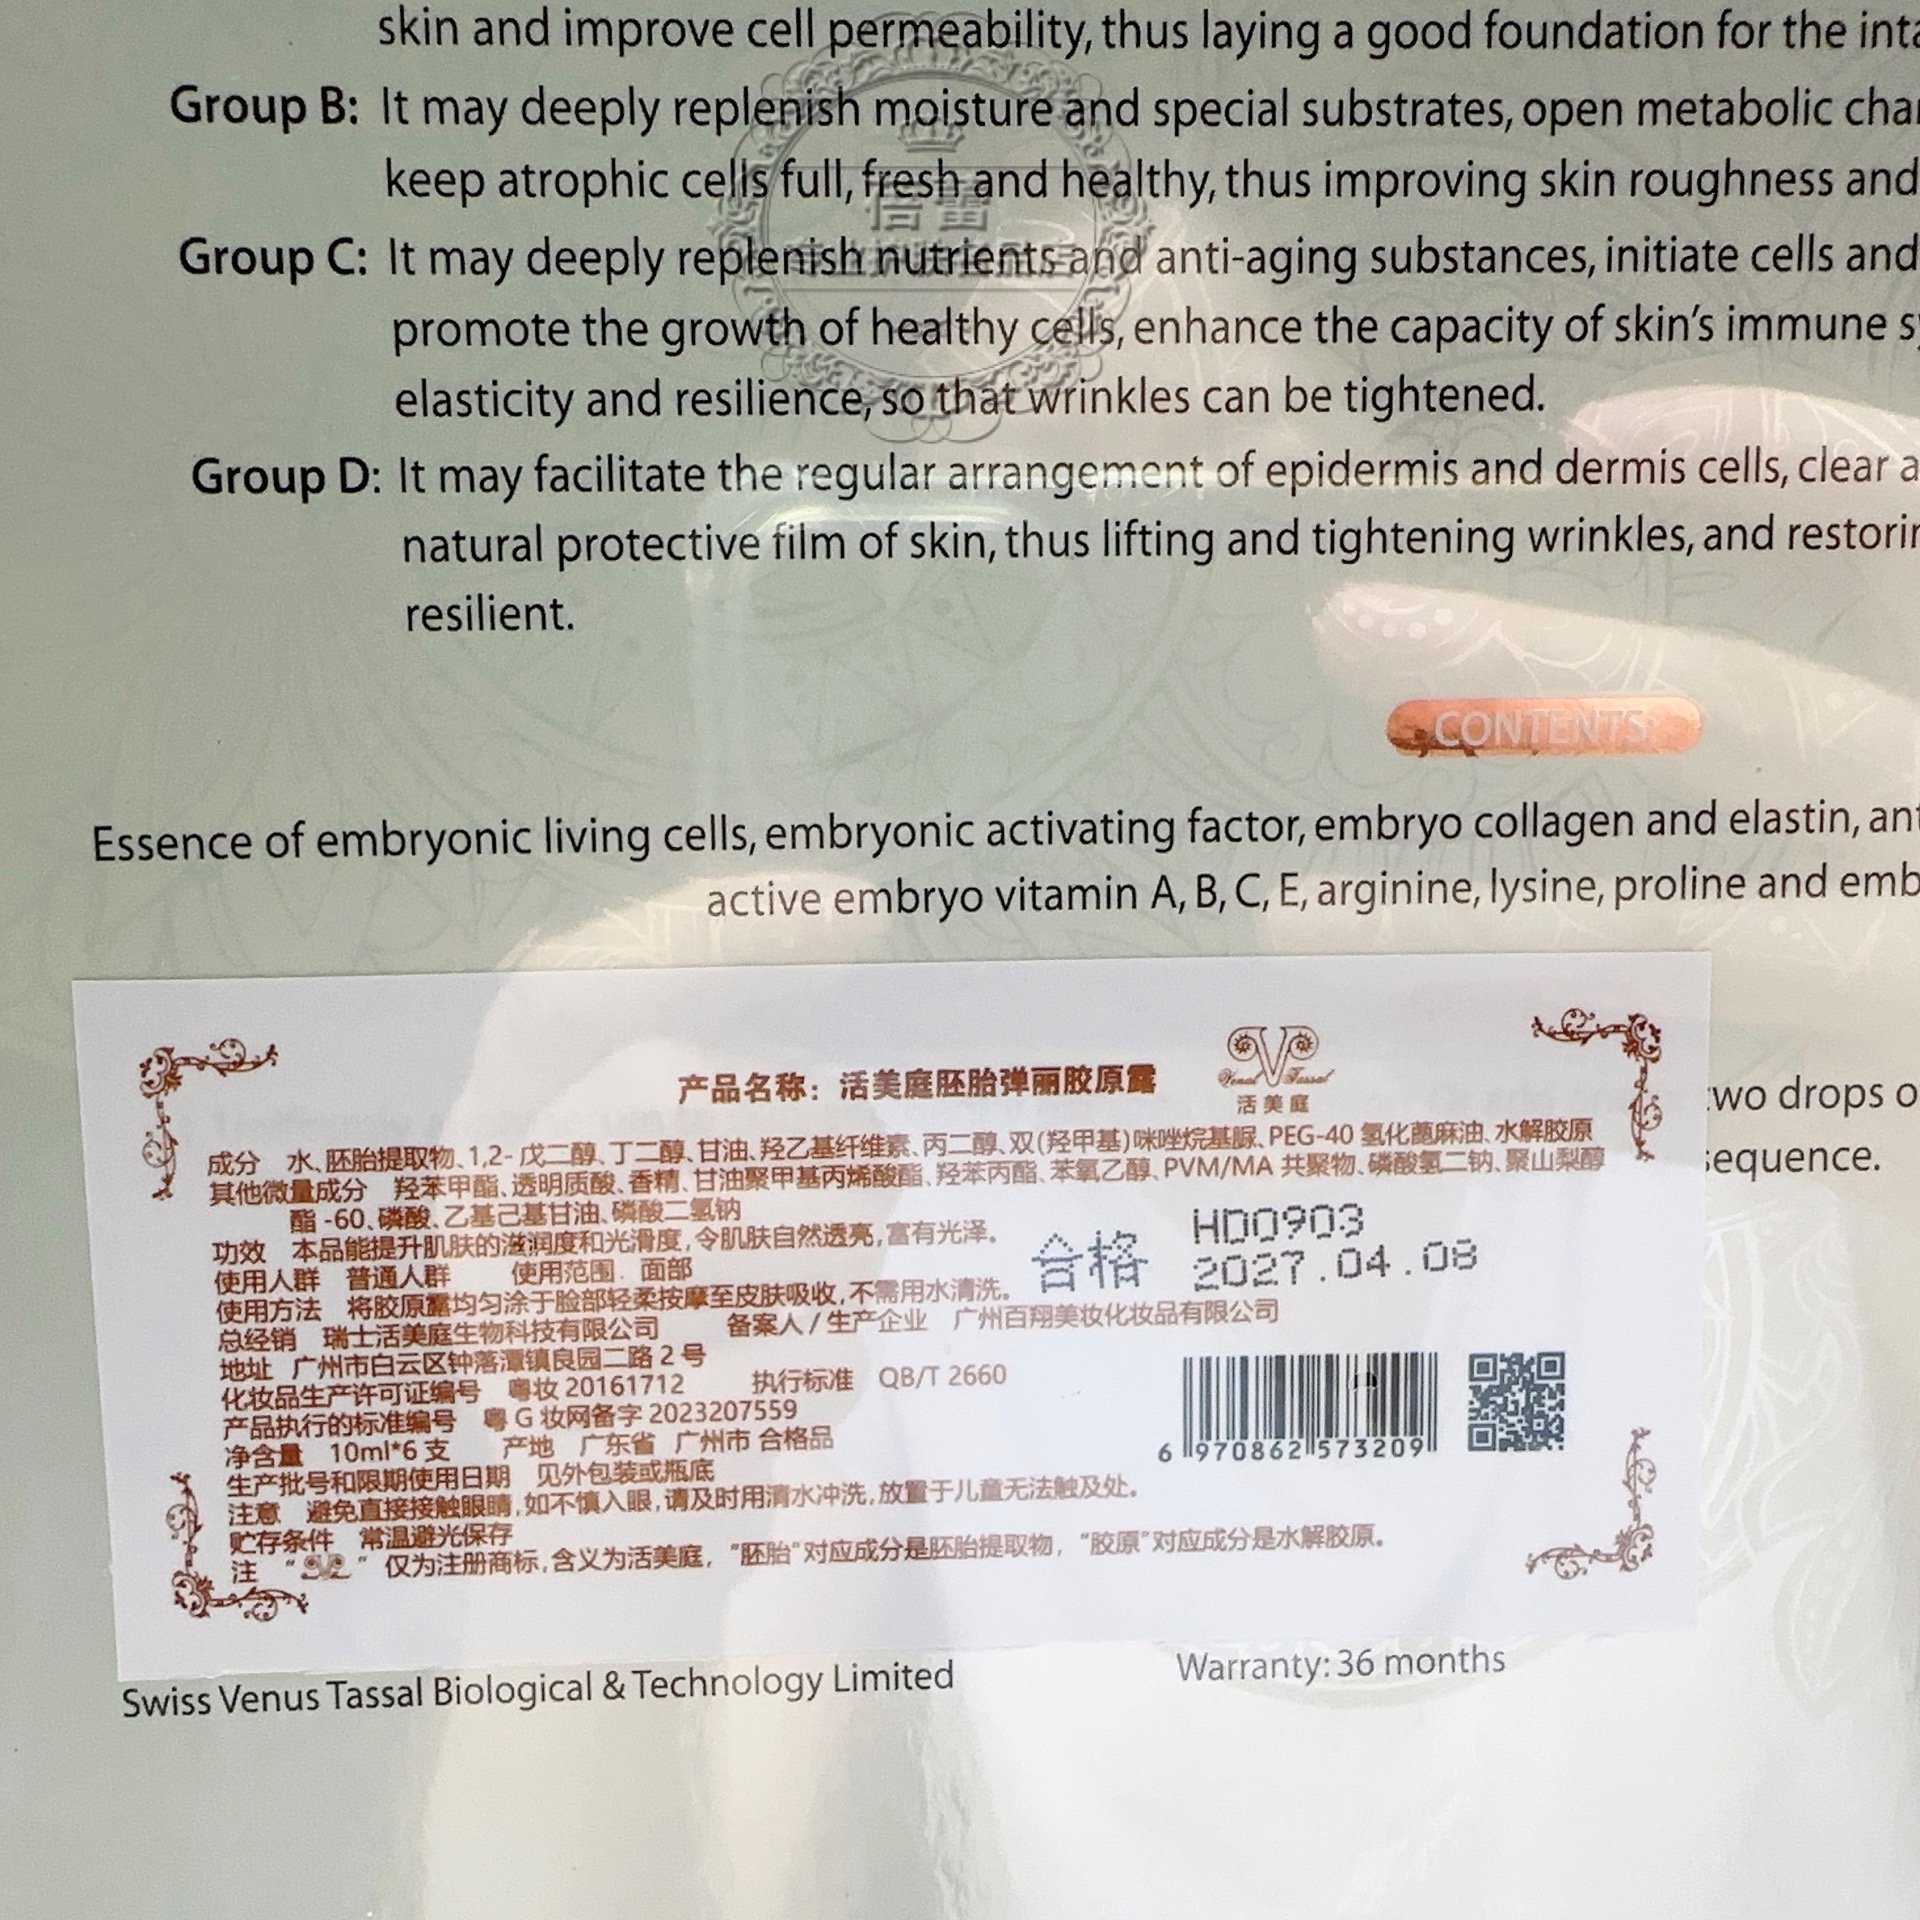 skin and improve cell permeability, thus laying a good foundation for the
Group B: It may deeply replenish moisture and special substrates, open metabolic
keep atrophic cells full, fresh and healthy, thus improving skin roughness and
Group C: It may deeply replenish nutrients and anti-aging substances, initiate cells and
promote the growth of healthy cells, enhance the capacity of skin's immune
elasticity and resilience, so that wrinkles can be tightened.
Group D: It may facilitate the regular arrangement of epidermis and dermis cells, clear
natural protective film of skin, thus lifting and tightening wrinkles, and
resilient.
CONTENTS:
Essence of embryonic living cells, embryonic activating factor, embryo collagen and elastin,
active embryo vitamin A, B, C, E, arginine, lysine, proline and
产品名称：活美庭胚胎弹丽胶原露
Venus Tassal
活美庭
drops
sequence.
成分 水、胚胎提取物、1,2-戊二醇、丁二醇、甘油、羟乙基纤维素、丙二醇、双(羟甲基)咪唑烷基脲、PEG-40 氢化蓖麻油、水解胶原
其他微量成分 羟苯甲酯、透明质酸、香精、甘油聚甲基丙烯酸酯、羟苯丙酯、苯氧乙醇、PVM/MA 共聚物、磷酸氢二钠、聚山梨醇
酯-60、磷酸、乙基己基甘油、磷酸二氢钠
功效 本品能提升肌肤的滋润度和光滑度,令肌肤自然透亮,富有光泽。
合格 HD0903
2027.04.08
使用人群 普通人群 使用范围 面部
使用方法 将胶原露均匀涂于脸部轻柔按摩至皮肤吸收,不需用水清洗。
总经销 瑞士活美庭生物科技有限公司 备案人/生产企业 广州百翔美妆化妆品有限公司
地址 广州市白云区钟落潭镇良园二路2号
化妆品生产许可证编号 粤妆 20161712 执行标准 QB/T 2660
产品执行的标准编号 粤G妆网备字 2023207559
净含量 10ml*6支 产地 广东省 广州市 合格品
6 970862 573209
生产批号和限期使用日期 见外包装或瓶底
注意 避免直接接触眼睛,如不慎入眼,请及时用清水冲洗,放置于儿童无法触及处。
贮存条件 常温避光保存
注 “ ” 仅为注册商标,含义为活美庭, “胚胎”对应成分是胚胎提取物, “胶原”对应成分是水解胶原。
Swiss Venus Tassal Biological & Technology Limited
Warranty: 36 months